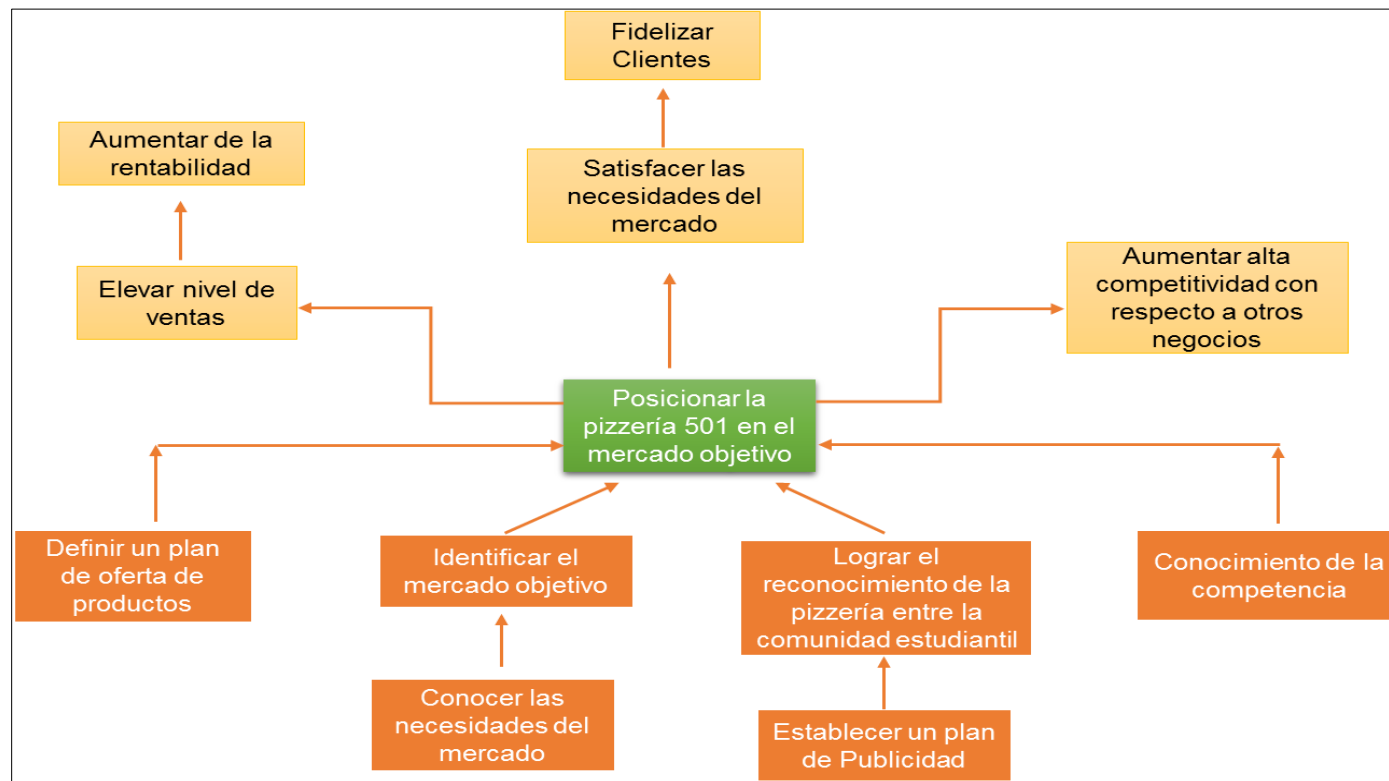 Fidelizar
Clientes
Aumentar de la
rentabilidad
Satisfacer las
necesidades del
mercado
Elevar nivel de
ventas
Aumentar alta
competitividad con
respecto a otros
negocios
Posicionar la
pizzería 501 en el
mercado objetivo
Definir un plan
de oferta de
productos
Identificar el
mercado objetivo
Lograr el
reconocimiento de la
pizzería entre la
comunidad estudiantil
Conocimiento de la
competencia
Conocer las
necesidades del
mercado
Establecer un plan
de Publicidad